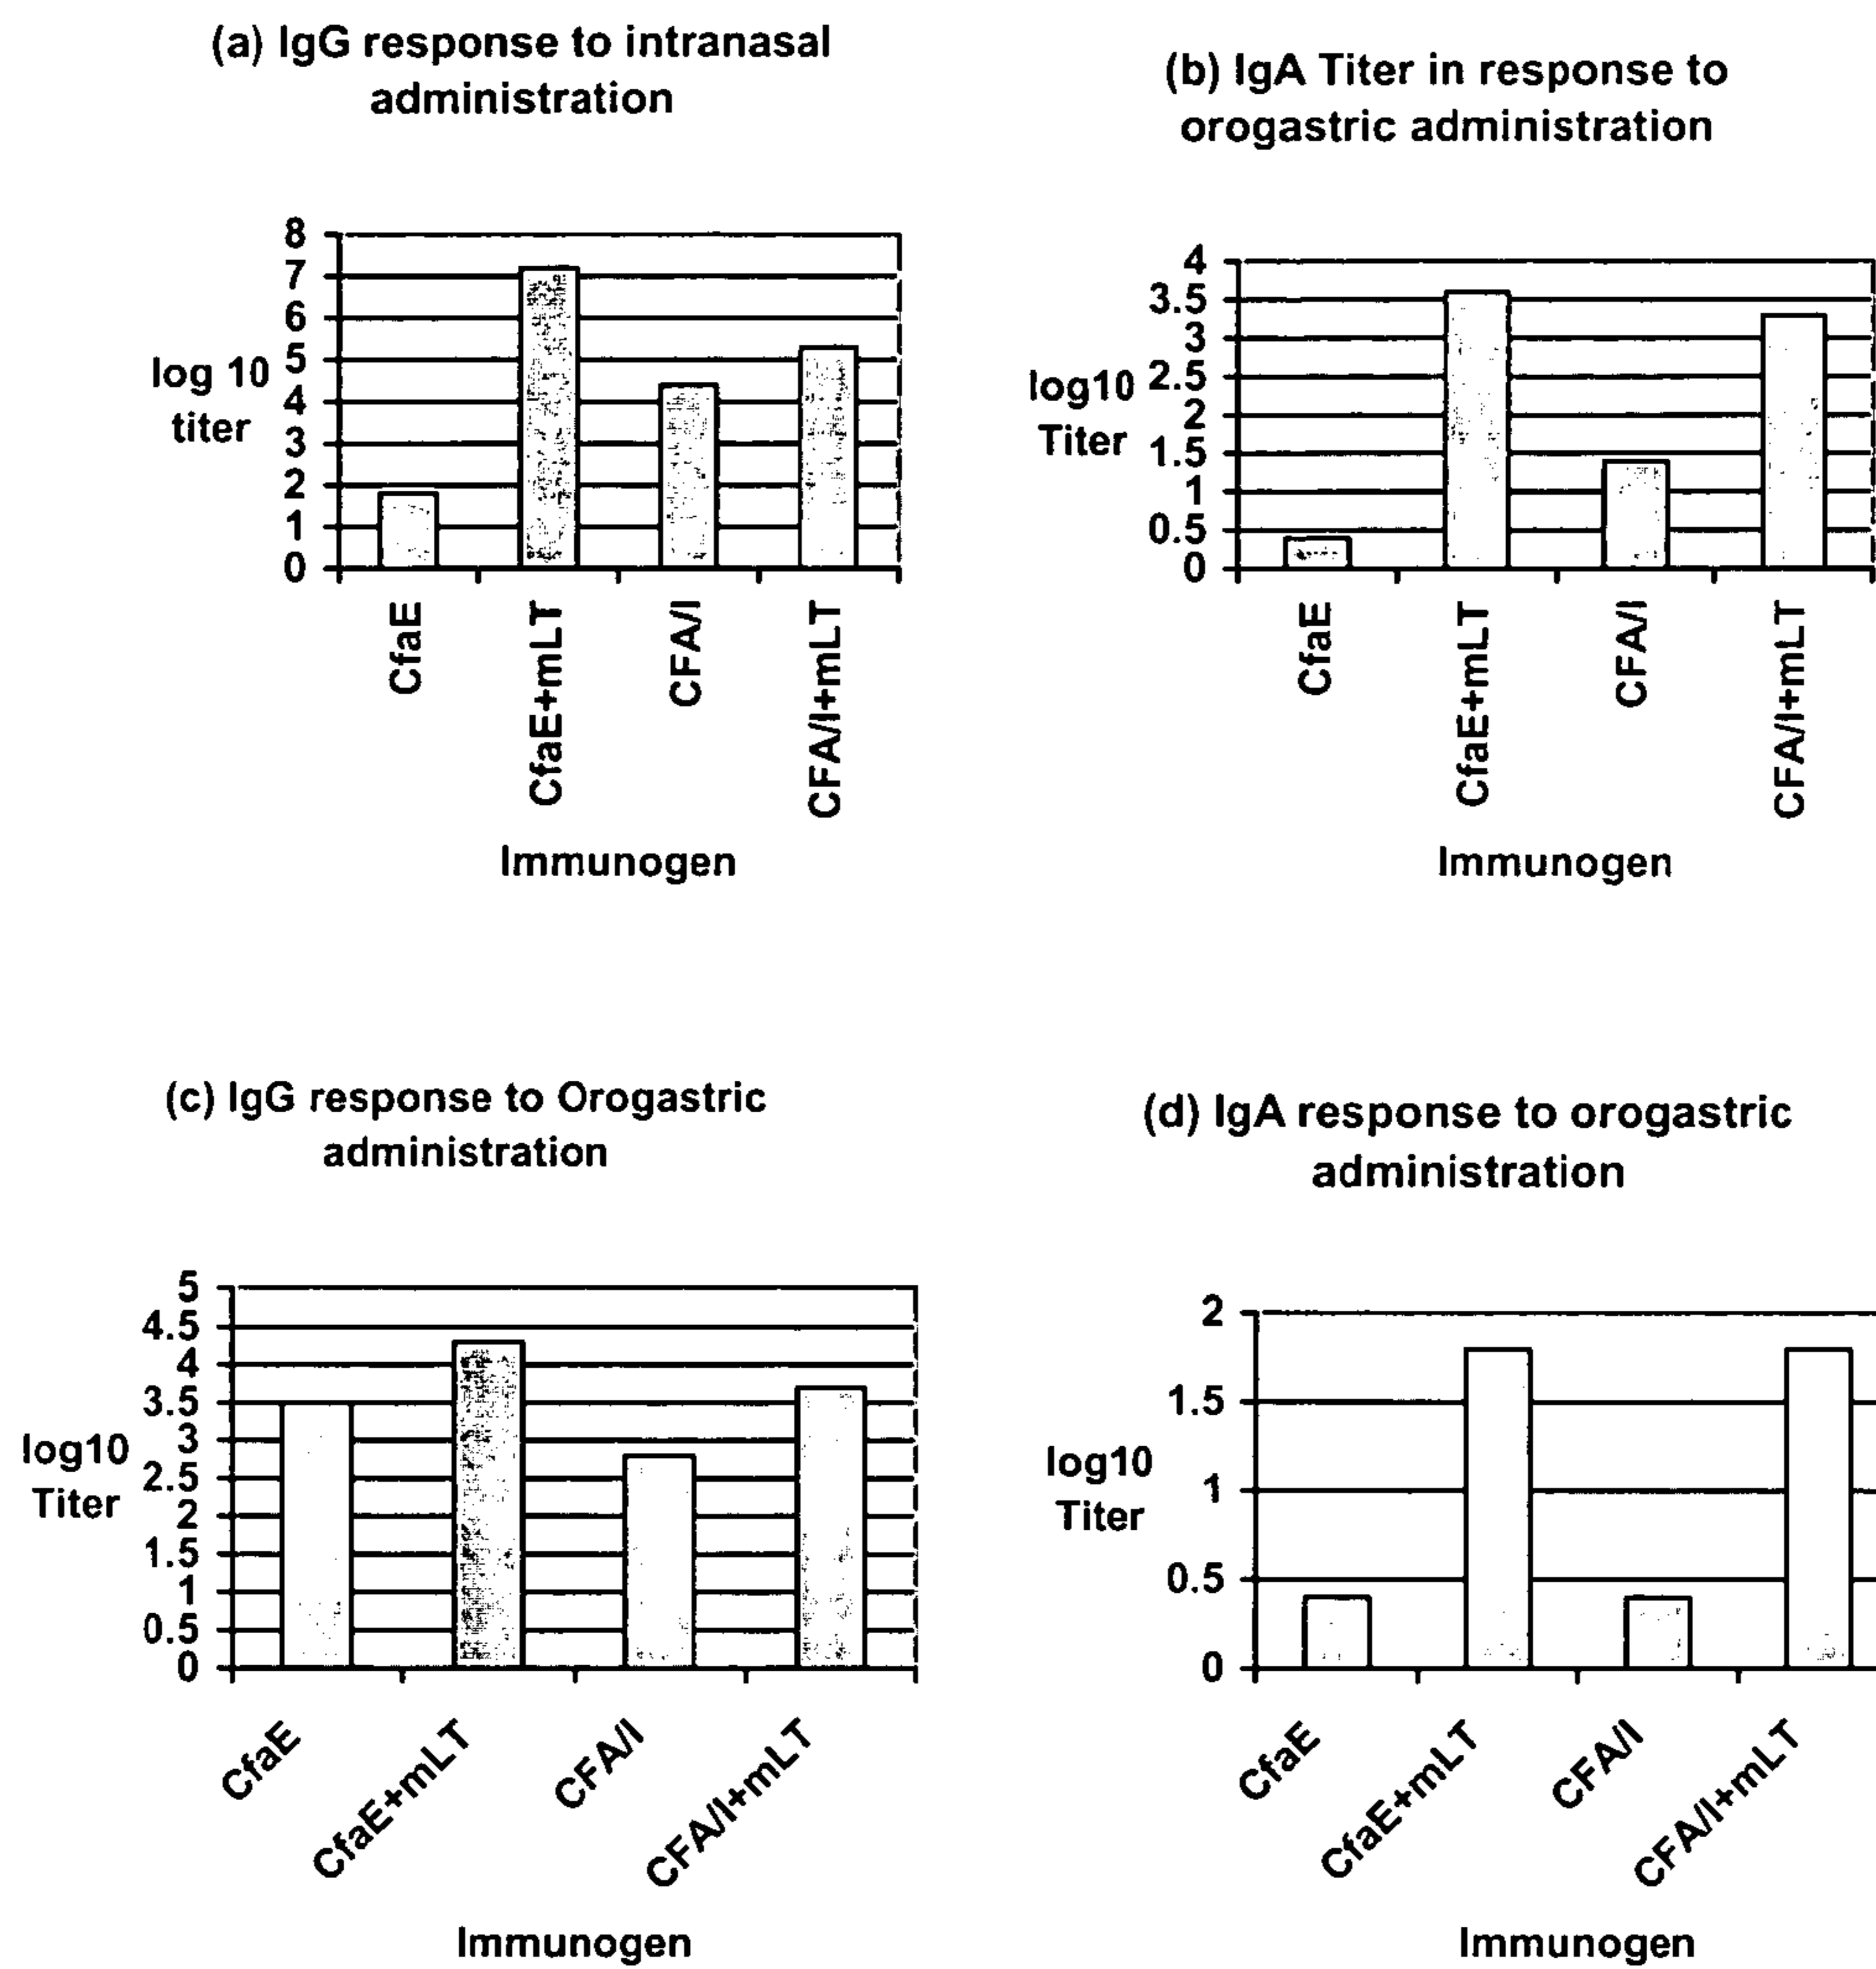 (a) IgG response to intranasal
administration
8
7
6
5
4
3
2
1
0
log 10
titer
CfaE
CfaE+mLT
CFA/I
CFA/I+mLT
Immunogen
(b) IgA Titer in response to
orogastric administration
4
3.5
3
2.5
2
1.5
1
0.5
0
log10
Titer
CfaE
CfaE+mLT
CFA/I
CFA/I+mLT
Immunogen
(c) IgG response to Orogastric
administration
5
4.5
4
3.5
3
2.5
2
1.5
1
0.5
0
log10
Titer
CfaE
CfaE+mLT
CFA/I
CFA/I+mLT
Immunogen
(d) IgA response to orogastric
administration
2
1.5
1
0.5
0
log10
Titer
CfaE
CfaE+mLT
CFA/I
CFA/I+mLT
Immunogen